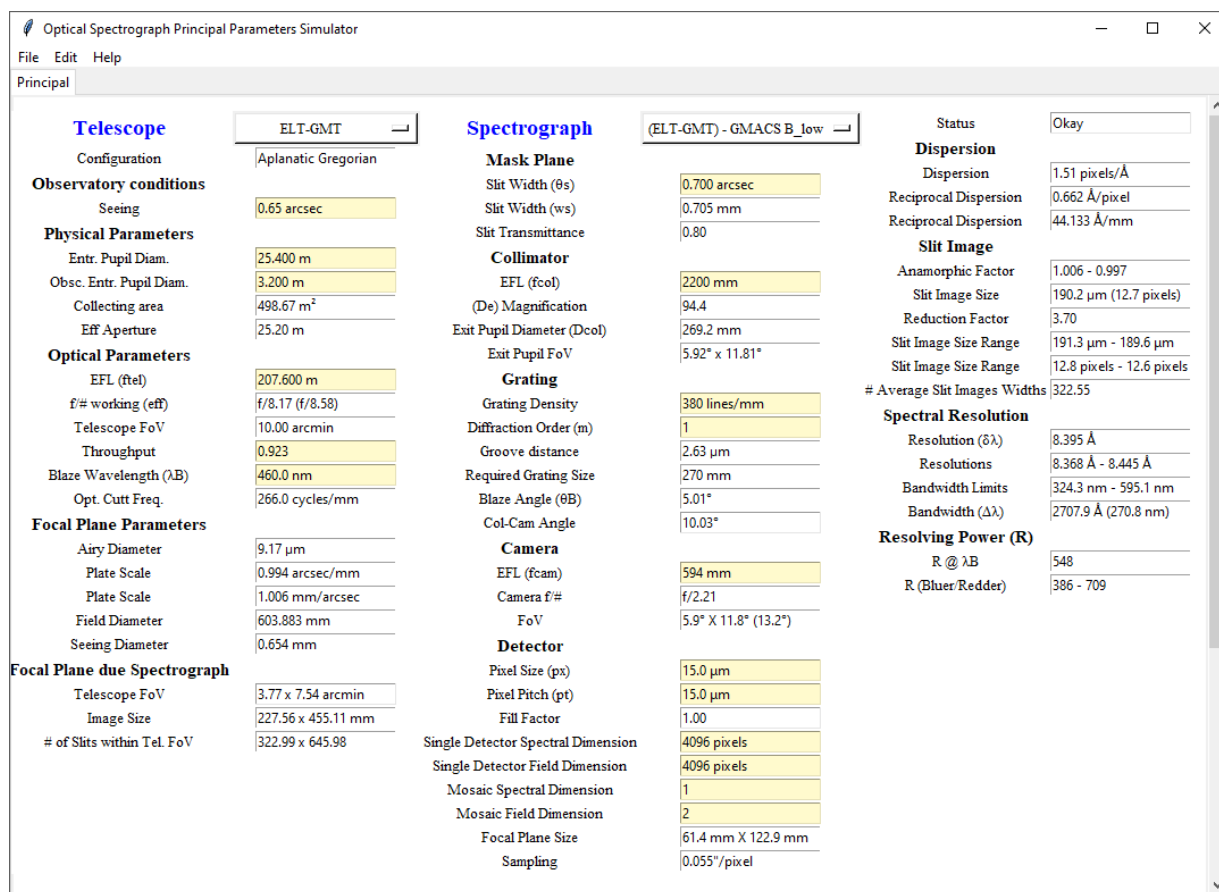 Optical Spectrograph Principal Parameters Simulator
File Edit Help
Principal
Telescope ELT-GMT
Configuration Aplanatic Gregorian
Observatory conditions
Seeing 0.65 arcsec
Physical Parameters
Entr. Pupil Diam. 25.400 m
Obsc. Entr. Pupil Diam. 3.200 m
Collecting area 498.67 m²
Eff Aperture 25.20 m
Optical Parameters
EFL (ftel) 207.600 m
f/# working (eff) f/8.17 (f/8.58)
Telescope FoV 10.00 arcmin
Throughput 0.923
Blaze Wavelength (λB) 460.0 nm
Opt. Cutt Freq. 266.0 cycles/mm
Focal Plane Parameters
Airy Diameter 9.17 µm
Plate Scale 0.994 arcsec/mm
Plate Scale 1.006 mm/arcsec
Field Diameter 603.883 mm
Seeing Diameter 0.654 mm
Focal Plane due Spectrograph
Telescope FoV 3.77 x 7.54 arcmin
Image Size 227.56 x 455.11 mm
# of Slits within Tel. FoV 322.99 x 645.98
Spectrograph (ELT-GMT) - GMACS B_low
Mask Plane
Slit Width (θs) 0.700 arcsec
Slit Width (ws) 0.705 mm
Slit Transmittance 0.80
Collimator
EFL (fcol) 2200 mm
(De) Magnification 94.4
Exit Pupil Diameter (Dcol) 269.2 mm
Exit Pupil FoV 5.92° x 11.81°
Grating
Grating Density 380 lines/mm
Diffraction Order (m) 1
Groove distance 2.63 µm
Required Grating Size 270 mm
Blaze Angle (θB) 5.01°
Col-Cam Angle 10.03°
Camera
EFL (fcam) 594 mm
Camera f/# f/2.21
FoV 5.9° X 11.8° (13.2°)
Detector
Pixel Size (px) 15.0 µm
Pixel Pitch (pt) 15.0 µm
Fill Factor 1.00
Single Detector Spectral Dimension 4096 pixels
Single Detector Field Dimension 4096 pixels
Mosaic Spectral Dimension 1
Mosaic Field Dimension 2
Focal Plane Size 61.4 mm X 122.9 mm
Sampling 0.055"/pixel
Status Okay
Dispersion
Dispersion 1.51 pixels/Å
Reciprocal Dispersion 0.662 Å/pixel
Reciprocal Dispersion 44.133 Å/mm
Slit Image
Anamorphic Factor 1.006 - 0.997
Slit Image Size 190.2 µm (12.7 pixels)
Reduction Factor 3.70
Slit Image Size Range 191.3 µm - 189.6 µm
Slit Image Size Range 12.8 pixels - 12.6 pixels
# Average Slit Images Widths 322.55
Spectral Resolution
Resolution (δλ) 8.395 Å
Resolutions 8.368 Å - 8.445 Å
Bandwidth Limits 324.3 nm - 595.1 nm
Bandwidth (Δλ) 2707.9 Å (270.8 nm)
Resolving Power (R)
R @ λB 548
R (Bluer/Redder) 386 - 709